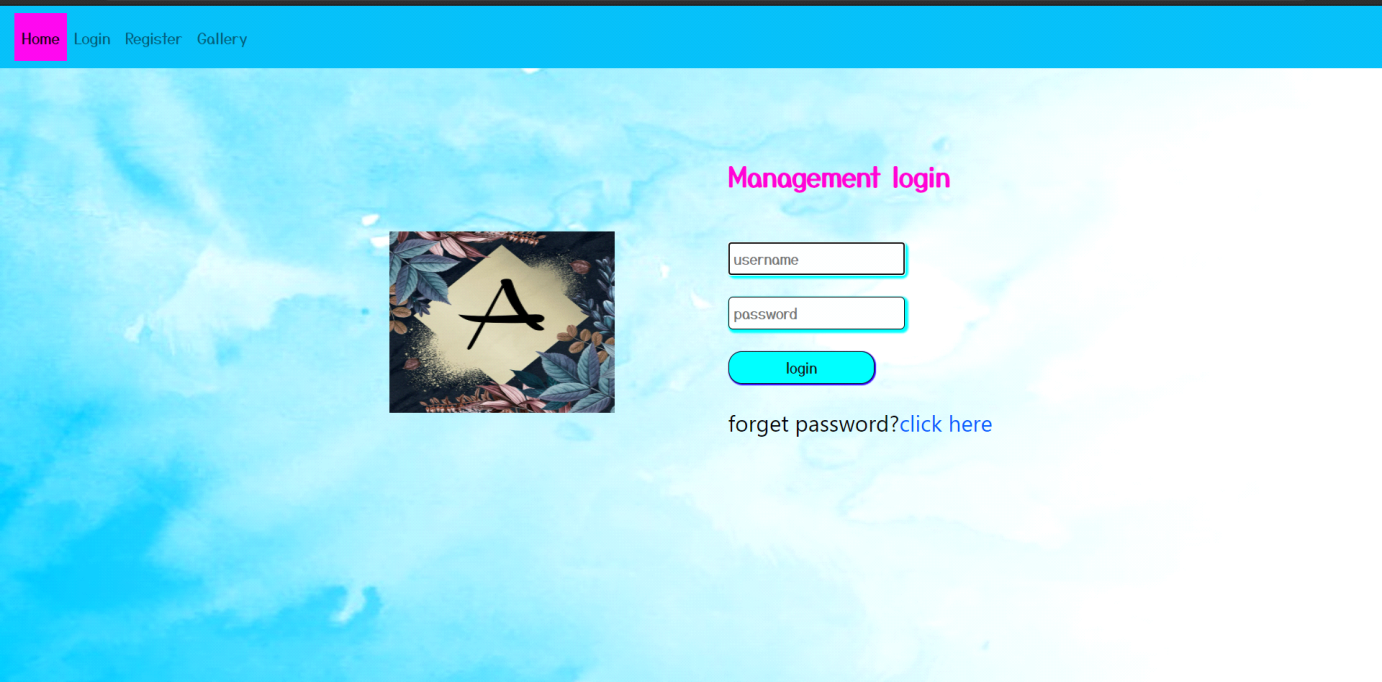 Home Login Register Gallery
Management login
A
username
password
login
forget password?click here